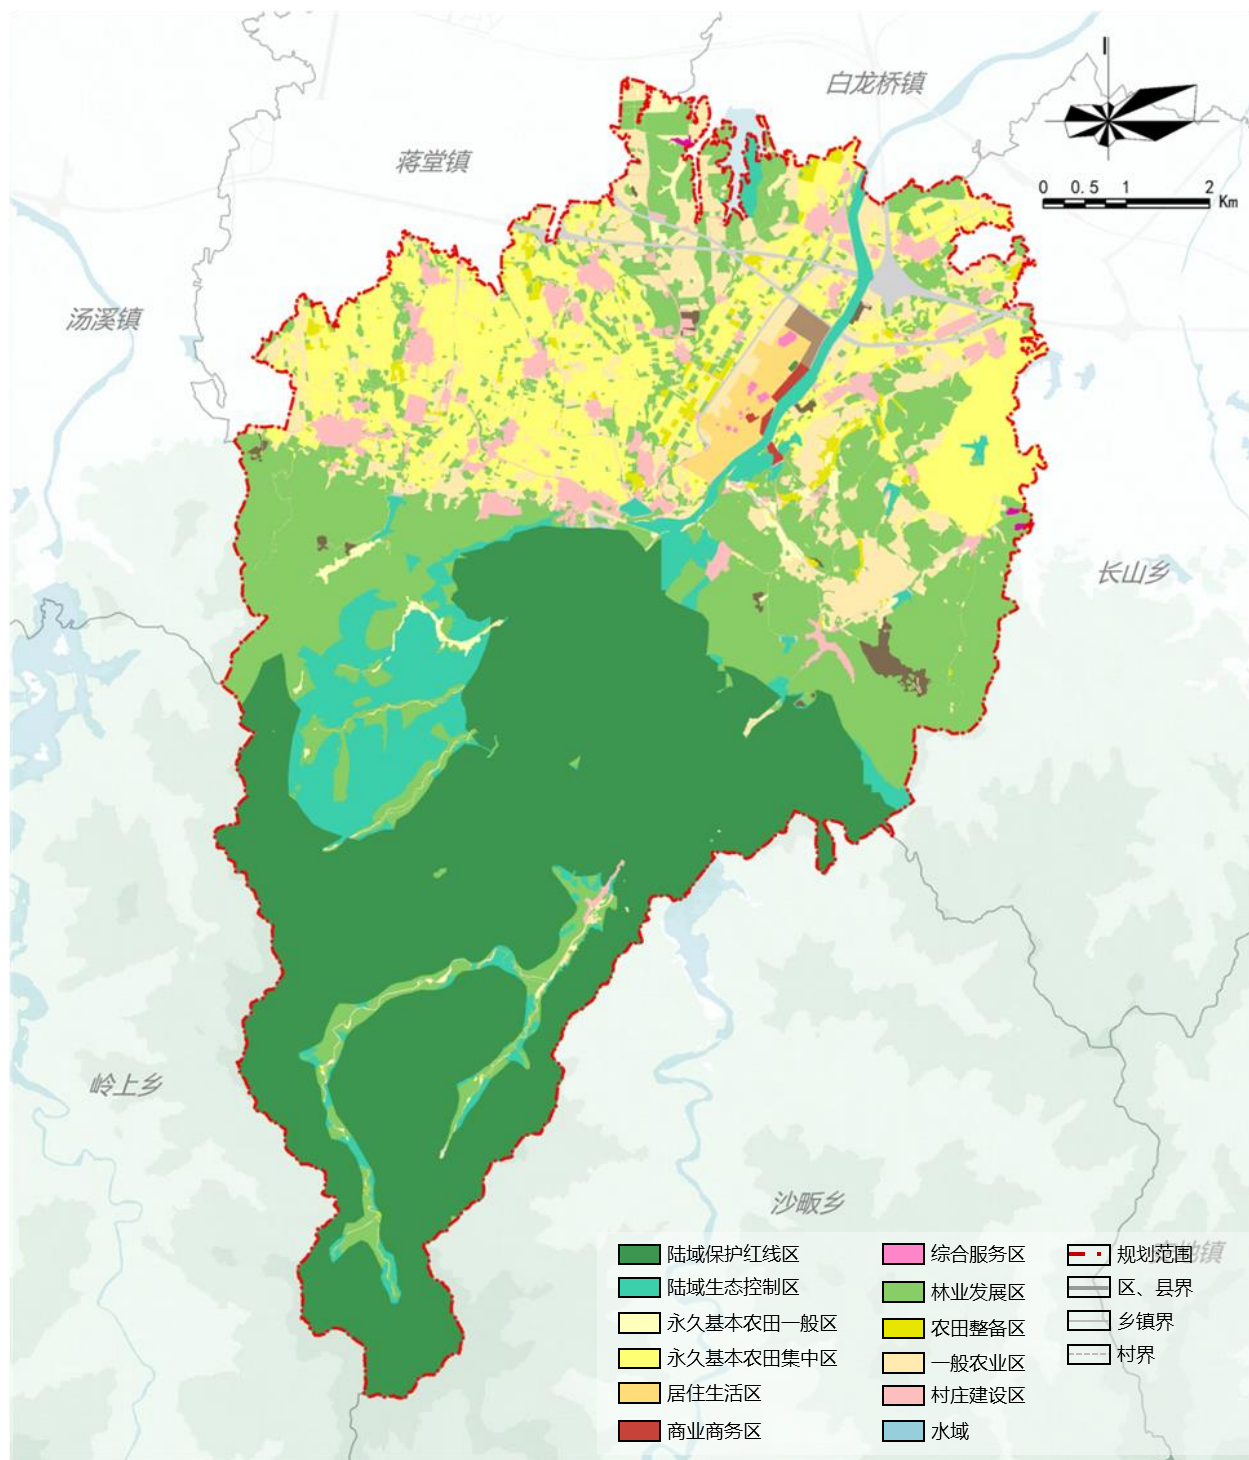 白龙桥镇
蒋堂镇
0 0.5 1 2 Km
汤溪镇
长山乡
岭上乡
沙畈乡
陆域保护红线区
陆域生态控制区
永久基本农田一般区
永久基本农田集中区
居住生活区
商业商务区
综合服务区
林业发展区
农田整备区
一般农业区
村庄建设区
水域
规划范围
区、县界
乡镇界
村界
地镇